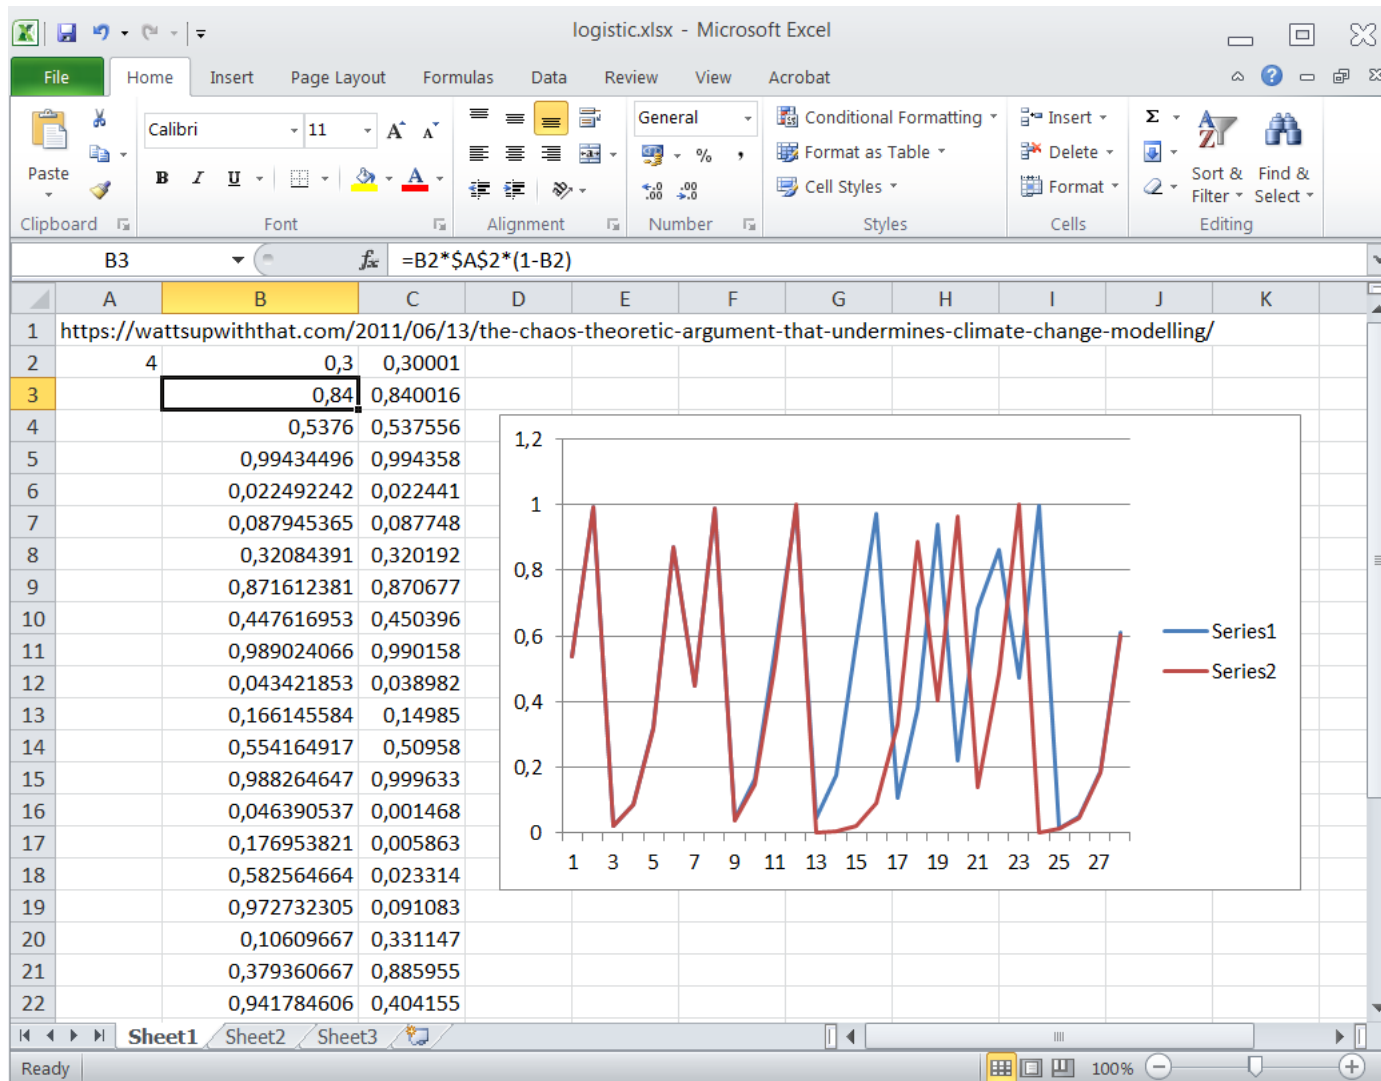 logistic.xlsx - Microsoft Excel
File Home Insert Page Layout Formulas Data Review View Acrobat
Calibri 11 A A General Conditional Formatting Insert Σ
Paste % , Format as Table Delete Sort & Find &
B I U A Cell Styles Format Filter Select
Clipboard Font Alignment Number Styles Cells Editing
B3 fx =B2*$A$2*(1-B2)
A B C D E F G H I J K
1 https://wattsupwiththat.com/2011/06/13/the-chaos-theoretic-argument-that-undermines-climate-change-modelling/
2 4 0,3 0,30001
3 0,84 0,840016
4 0,5376 0,537556
5 0,99434496 0,994358
6 0,022492242 0,022441
7 0,087945365 0,087748
8 0,32084391 0,320192
9 0,871612381 0,870677
10 0,447616953 0,450396
11 0,989024066 0,990158
12 0,043421853 0,038982
13 0,166145584 0,14985
14 0,554164917 0,50958
15 0,988264647 0,999633
16 0,046390537 0,001468
17 0,176953821 0,005863
18 0,582564664 0,023314
19 0,972732305 0,091083
20 0,10609667 0,331147
21 0,379360667 0,885955
22 0,941784606 0,404155
1,2
1
0,8
0,6
0,4
0,2
0
1 3 5 7 9 11 13 15 17 19 21 23 25 27
Series1
Series2
Sheet1 Sheet2 Sheet3
Ready 100%